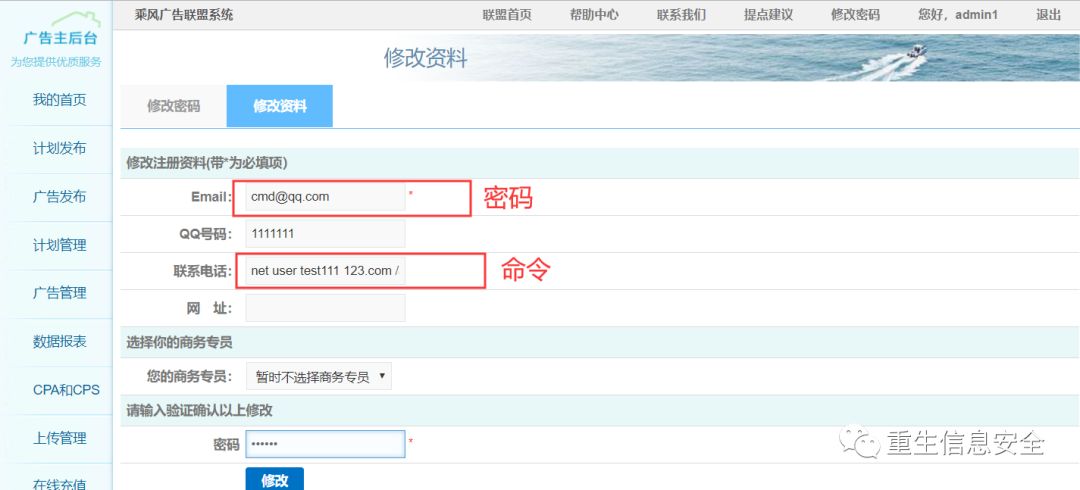 乘风广告联盟系统 联盟首页 帮助中心 联系我们 提点建议 修改密码 您好，admin1 退出
广告主后台
为您提供优质服务
修改资料
我的首页
计划发布
广告发布
计划管理
广告管理
数据报表
CPA和CPS
上传管理
在线充值
修改密码 修改资料
修改注册资料(带*为必填项)
Email: cmd@qq.com * 密码
QQ号码: 1111111
联系电话: net user test111 123.com / 命令
网 址:
选择你的商务专员
您的商务专员: 暂时不选择商务专员 ▼
请输入验证确认以上修改
密码 •••••• *
修改
重生信息安全